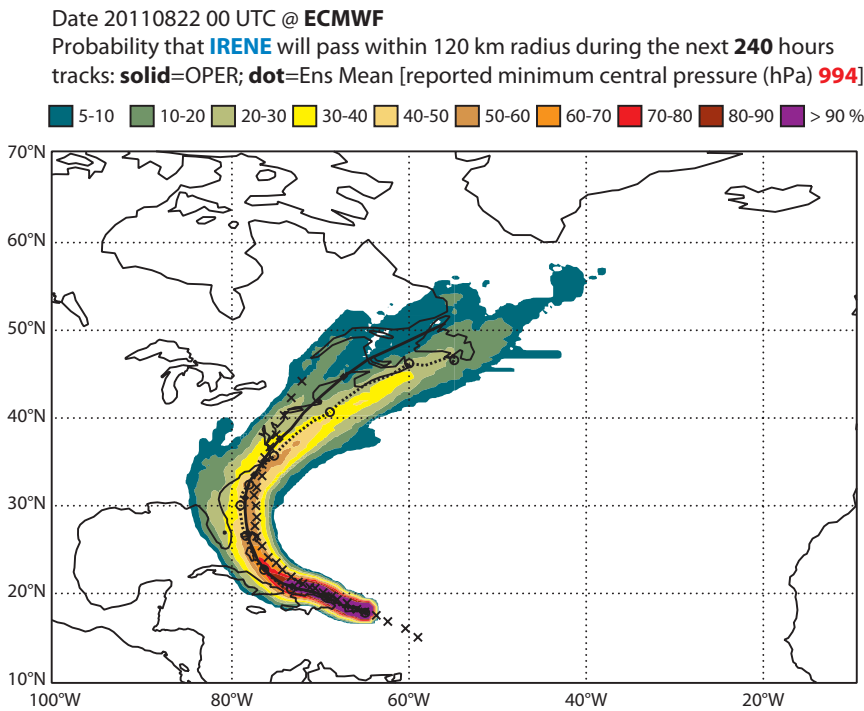 Date 20110822 00 UTC @ ECMWF
Probability that IRENE will pass within 120 km radius during the next 240 hours
tracks: solid=OPER; dot=Ens Mean [reported minimum central pressure (hPa) 994]
5-10 10-20 20-30 30-40 40-50 50-60 60-70 70-80 80-90 > 90 %
70°N
60°N
50°N
40°N
30°N
20°N
10°N
100°W 80°W 60°W 40°W 20°W